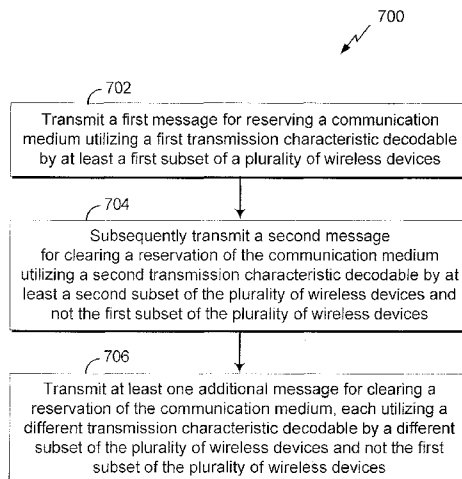 700
702
Transmit a first message for reserving a communication
medium utilizing a first transmission characteristic decodable
by at least a first subset of a plurality of wireless devices
704
Subsequently transmit a second message
for clearing a reservation of the communication medium
utilizing a second transmission characteristic decodable by at
least a second subset of the plurality of wireless devices and
not the first subset of the plurality of wireless devices
706
Transmit at least one additional message for clearing a
reservation of the communication medium, each utilizing a
different transmission characteristic decodable by a different
subset of the plurality of wireless devices and not the first
subset of the plurality of wireless devices